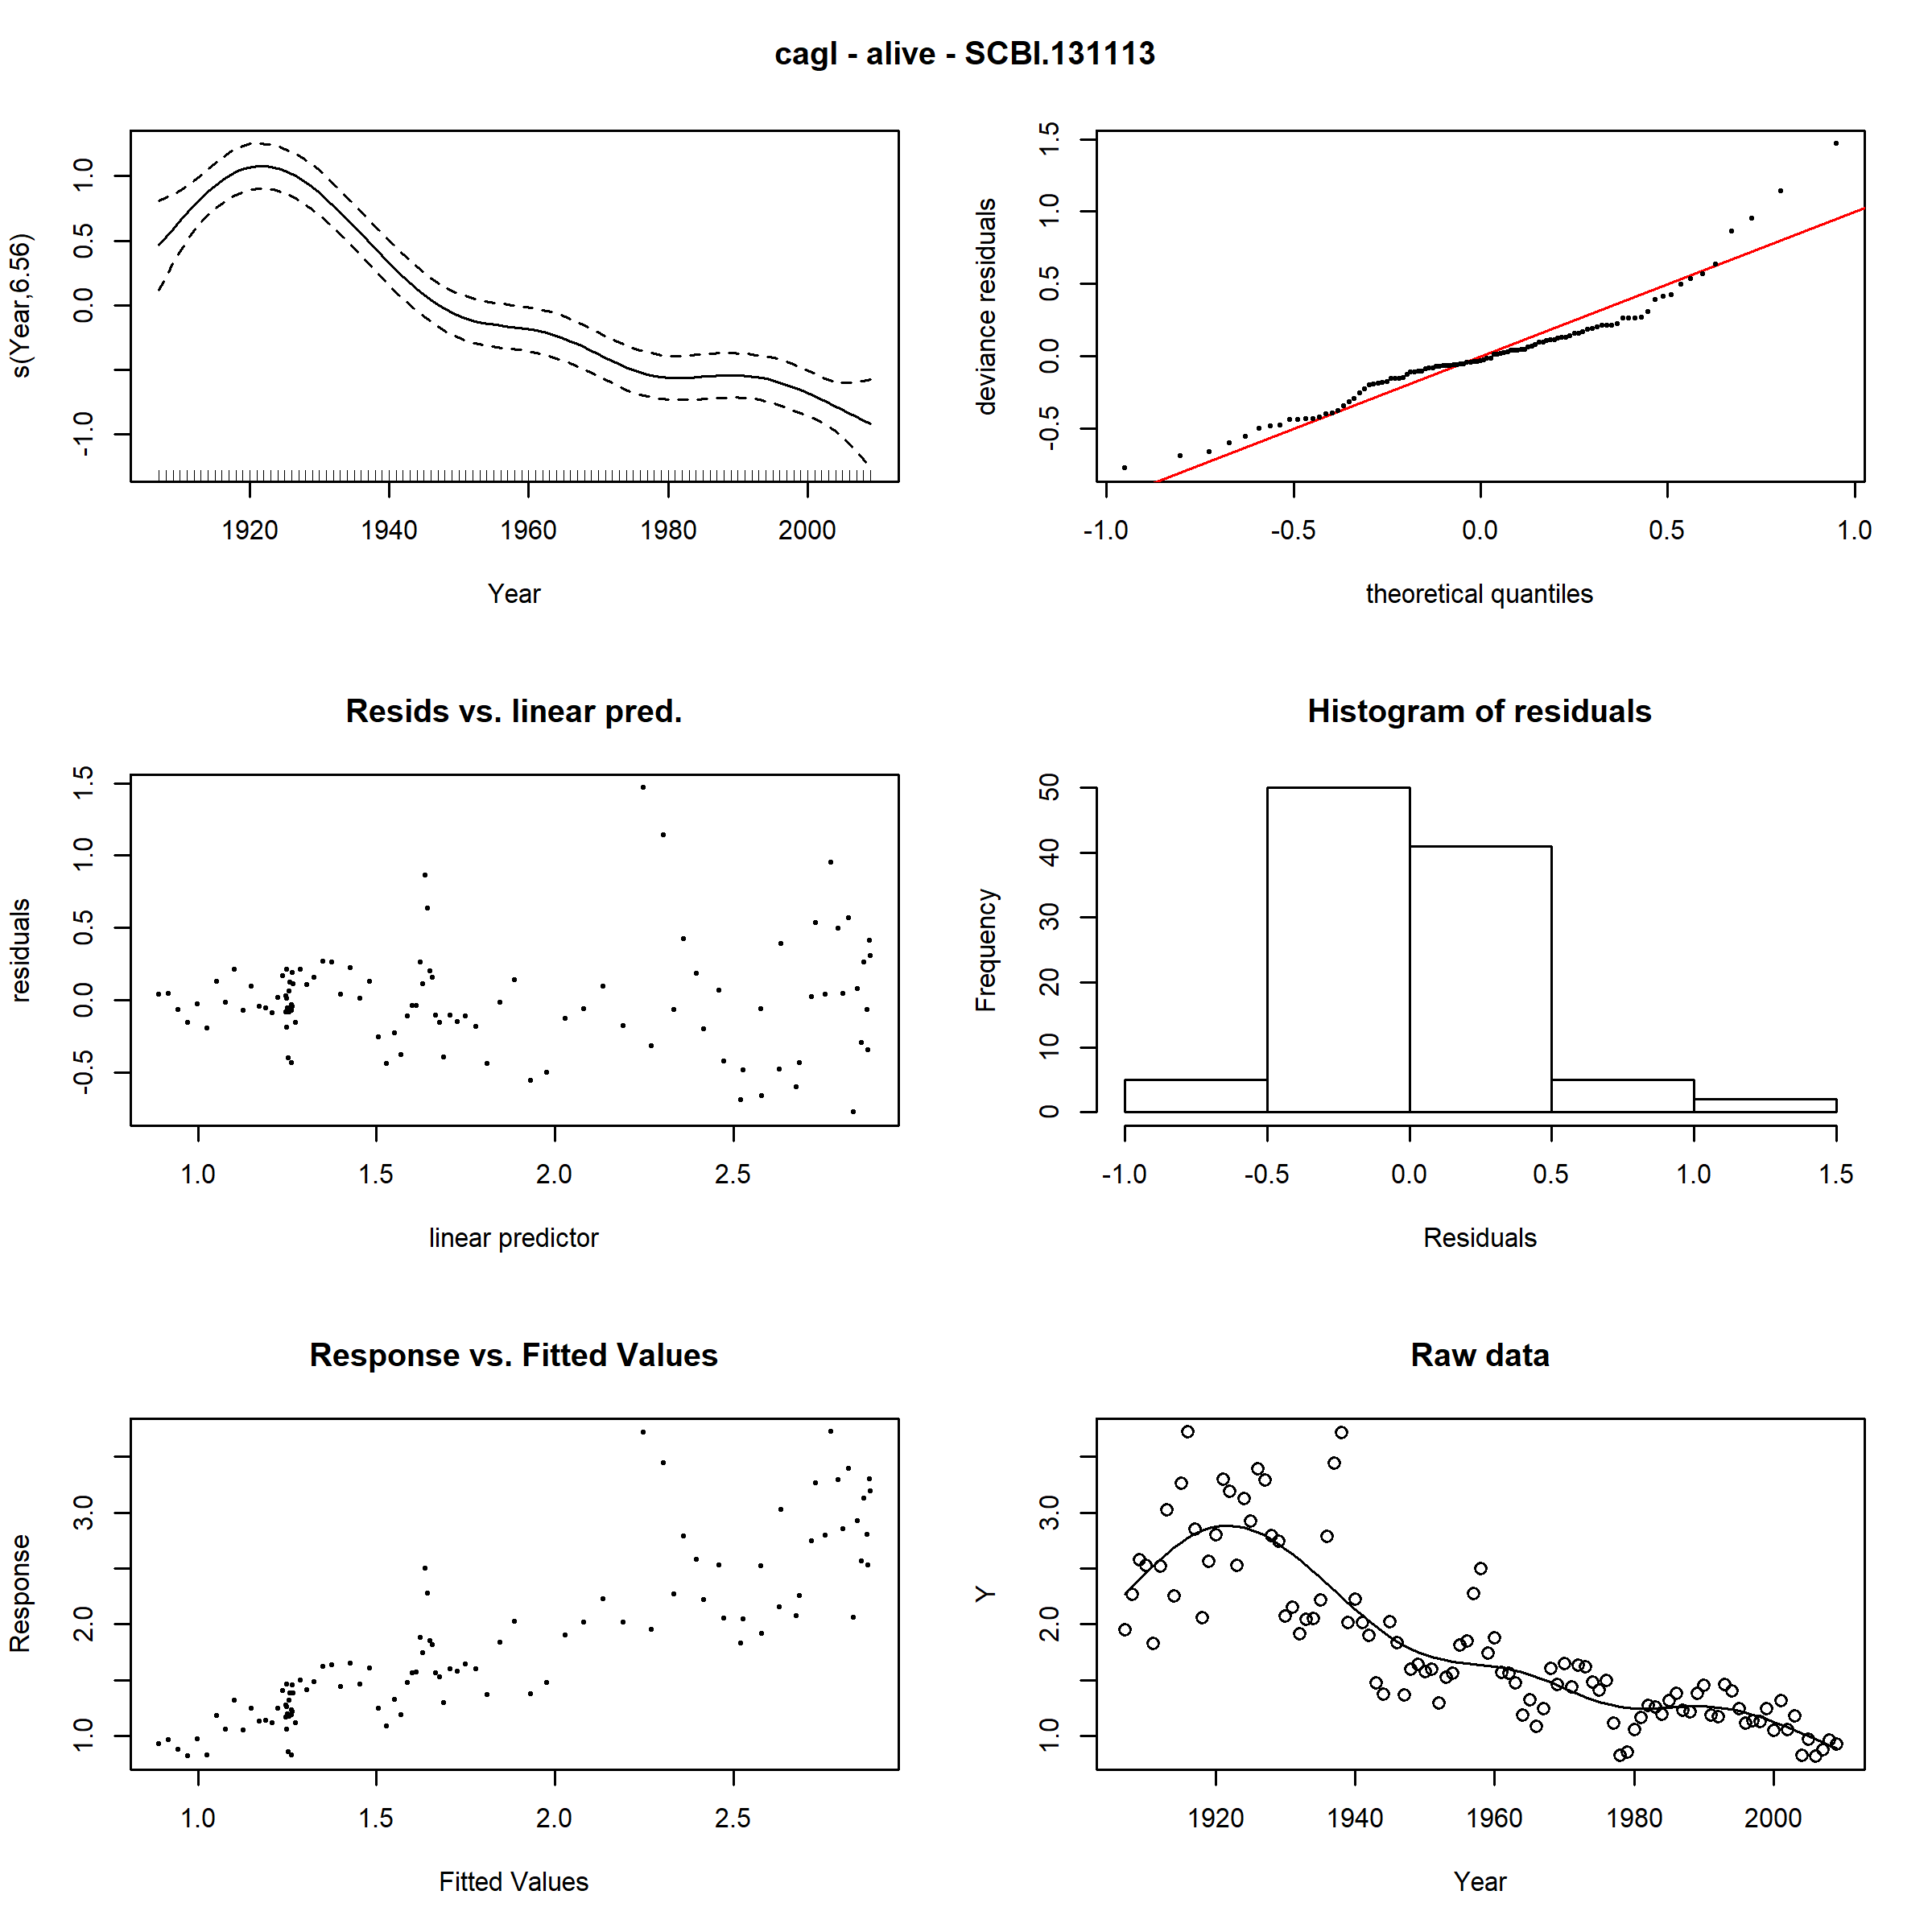 cagl - alive - SCBI.131113
s(Year,6.56)
-1.0 0.0 0.5 1.0
1920 1940 1960 1980 2000
Year
deviance residuals
-0.5 0.0 0.5 1.0 1.5
-1.0 -0.5 0.0 0.5 1.0
theoretical quantiles
Resids vs. linear pred.
residuals
-0.5 0.0 0.5 1.0 1.5
1.0 1.5 2.0 2.5
linear predictor
Histogram of residuals
Frequency
0 10 20 30 40 50
-1.0 -0.5 0.0 0.5 1.0 1.5
Residuals
Response vs. Fitted Values
Response
1.0 2.0 3.0
1.0 1.5 2.0 2.5
Fitted Values
Raw data
Y
1.0 2.0 3.0
1920 1940 1960 1980 2000
Year